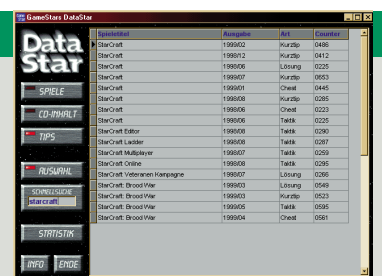 GameStars DataStar
Data
Star
SPIELE
CD-INHALT
TIPS
AUSWAHL
SCHNELLSUCHE
starcraft
STATISTIK
INFO ENDE
Spieletitel Ausgabe Art Counter
StarCraft 1999/02 Kurztip 0486
StarCraft 1998/12 Kurztip 0412
StarCraft 1998/06 Lösung 0225
StarCraft 1998/07 Kurztip 0653
StarCraft 1999/01 Cheat 0445
StarCraft 1998/08 Kurztip 0285
StarCraft 1998/06 Cheat 0223
StarCraft 1998/06 Taktik 0225
StarCraft Editor 1998/08 Taktik 0290
StarCraft Ladder 1998/08 Taktik 0287
StarCraft Multiplayer 1998/07 Taktik 0259
StarCraft Online 1998/08 Taktik 0295
StarCraft: Veteranen Kampagne 1998/07 Lösung 0266
StarCraft: Brood War 1999/03 Lösung 0549
StarCraft: Brood War 1999/03 Kurztip 0523
StarCraft: Brood War 1999/05 Taktik 0595
StarCraft: Brood War 1999/04 Cheat 0561